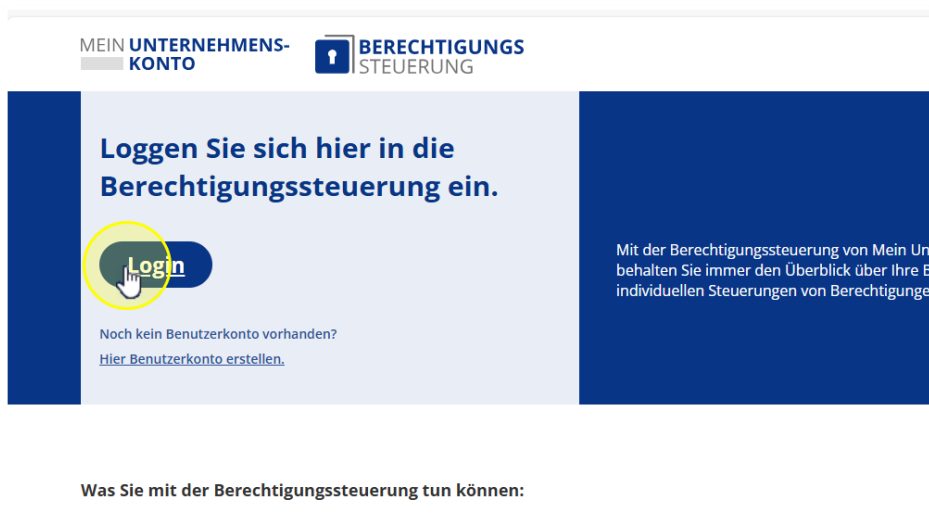 MEIN UNTERNEHMENS-
KONTO
BERECHTIGUNGS
STEUERUNG
Loggen Sie sich hier in die
Berechtigungssteuerung ein.
Login
Noch kein Benutzerkonto vorhanden?
Hier Benutzerkonto erstellen.
Mit der Berechtigungssteuerung von Mein Un
behalten Sie immer den Überblick über Ihre B
individuellen Steuerungen von Berechtigunge
Was Sie mit der Berechtigungssteuerung tun können: